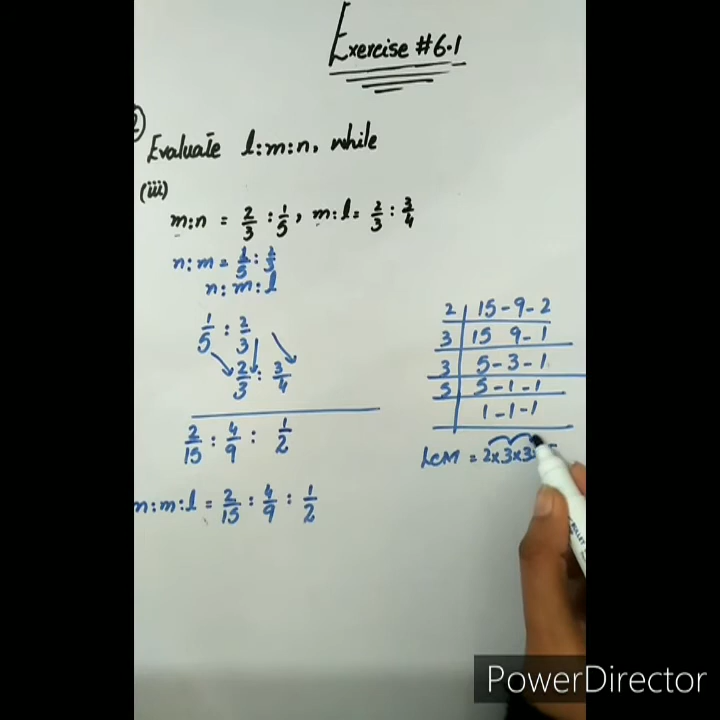 Exercise #6.1
Evaluate l:m:n, while
(iii)
m:n = 2/3 : 1/5, m:l = 2/3 : 3/4
n:m = 1/5 : 2/3
n:m:l
1/5 : 2/3
2/3 : 3/4
2/15 : 4/9 : 1/2
n:m:l = 2/15 : 4/9 : 1/2
2 | 15-9-2
3 | 15 9-1
3 | 5-3-1
5 | 5-1-1
1-1-1
LCM = 2×3×3
PowerDirector